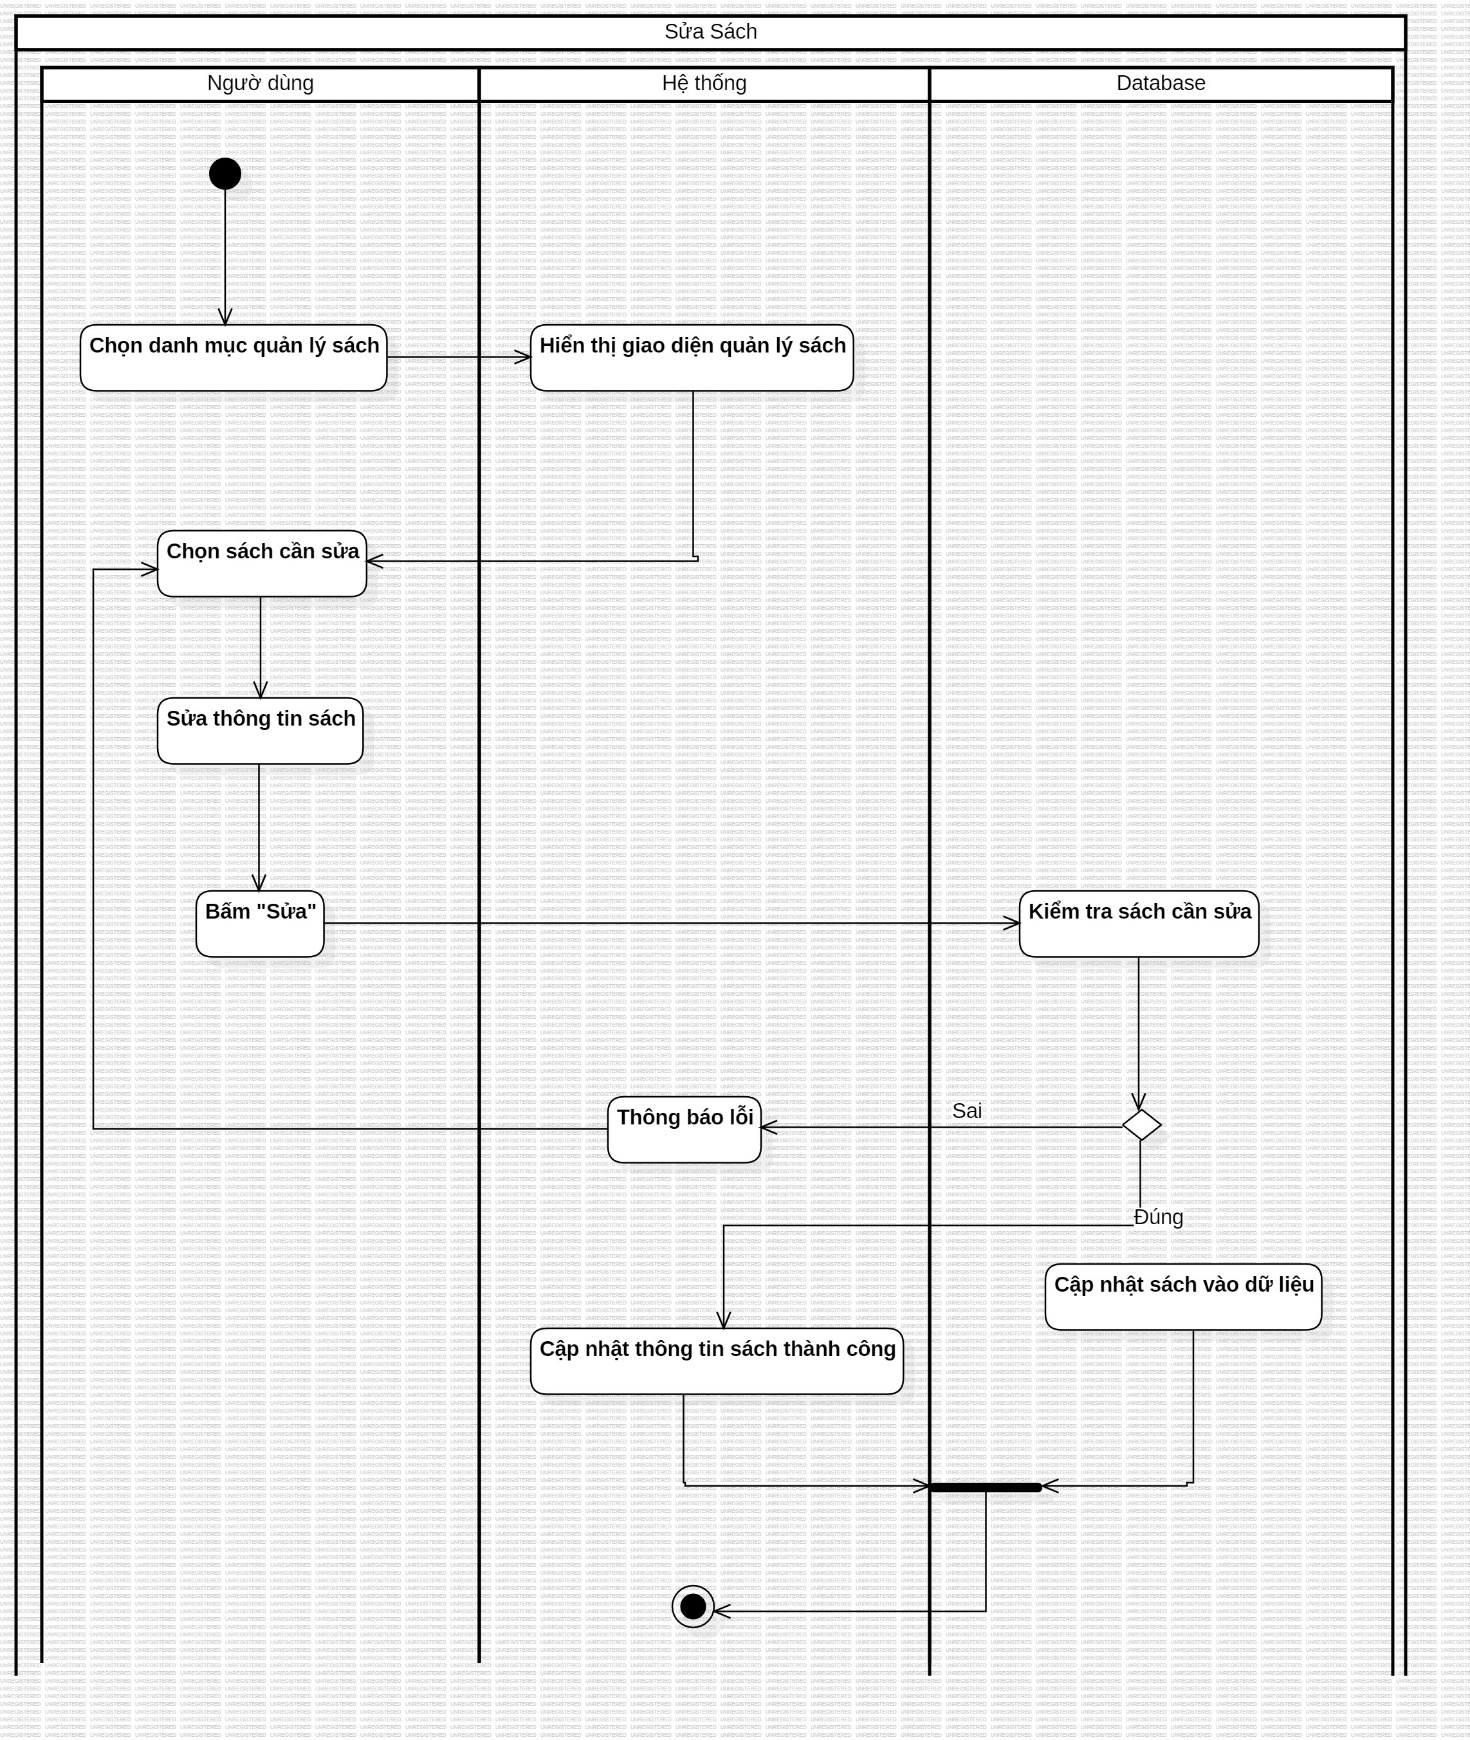 Sửa Sách
Người dùng
Hệ thống
Database
Chọn danh mục quản lý sách
Hiển thị giao diện quản lý sách
Chọn sách cần sửa
Sửa thông tin sách
Bấm "Sửa"
Kiểm tra sách cần sửa
Thông báo lỗi
Sai
Đúng
Cập nhật sách vào dữ liệu
Cập nhật thông tin sách thành công
UNREGISTERED